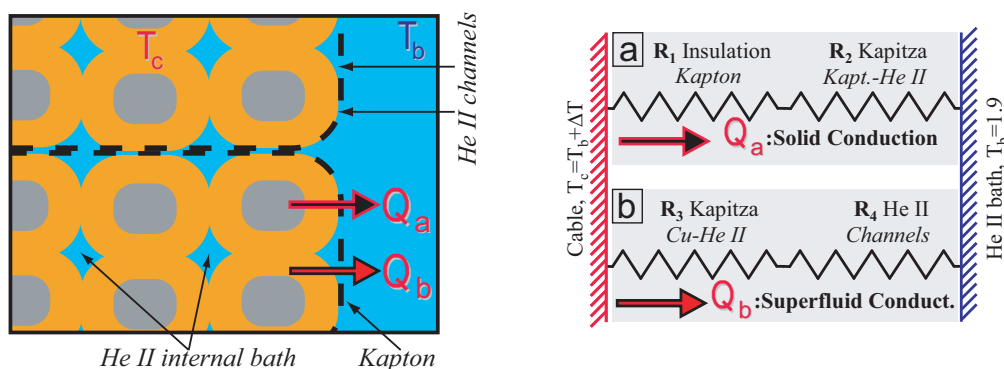 T_c
T_b
He II channels
Q_a
Q_b
He II internal bath
Kapton
Cable, T_c=T_b+ΔT
a
R_1 Insulation
Kapton
R_2 Kapitza
Kapt.-He II
Q_a:Solid Conduction
b
R_3 Kapitza
Cu-He II
R_4 He II
Channels
Q_b:Superfluid Conduct.
He II bath, T_b=1.9